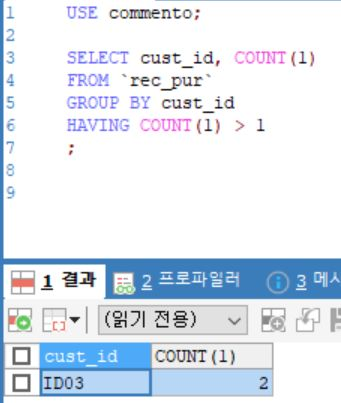 1 USE commento;
2
3 SELECT cust_id, COUNT(1)
4 FROM `rec_pur`
5 GROUP BY cust_id
6 HAVING COUNT(1) > 1
7 ;
8
9
1 결과 2 프로파일러 3 메시
(읽기 전용)
cust_id COUNT(1)
ID03 2